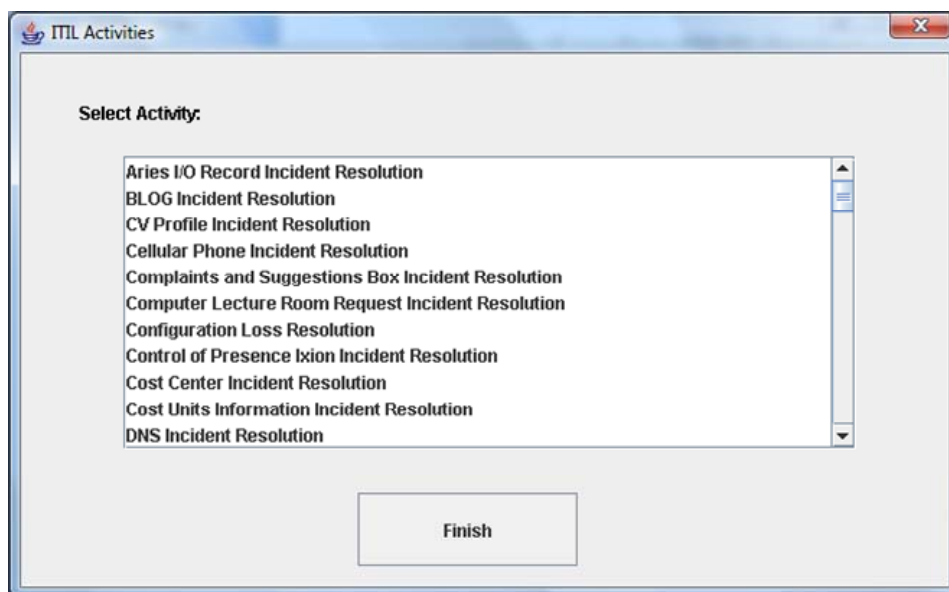 ITIL Activities
Select Activity:
Aries I/O Record Incident Resolution
BLOG Incident Resolution
CV Profile Incident Resolution
Cellular Phone Incident Resolution
Complaints and Suggestions Box Incident Resolution
Computer Lecture Room Request Incident Resolution
Configuration Loss Resolution
Control of Presence Ixion Incident Resolution
Cost Center Incident Resolution
Cost Units Information Incident Resolution
DNS Incident Resolution
Finish